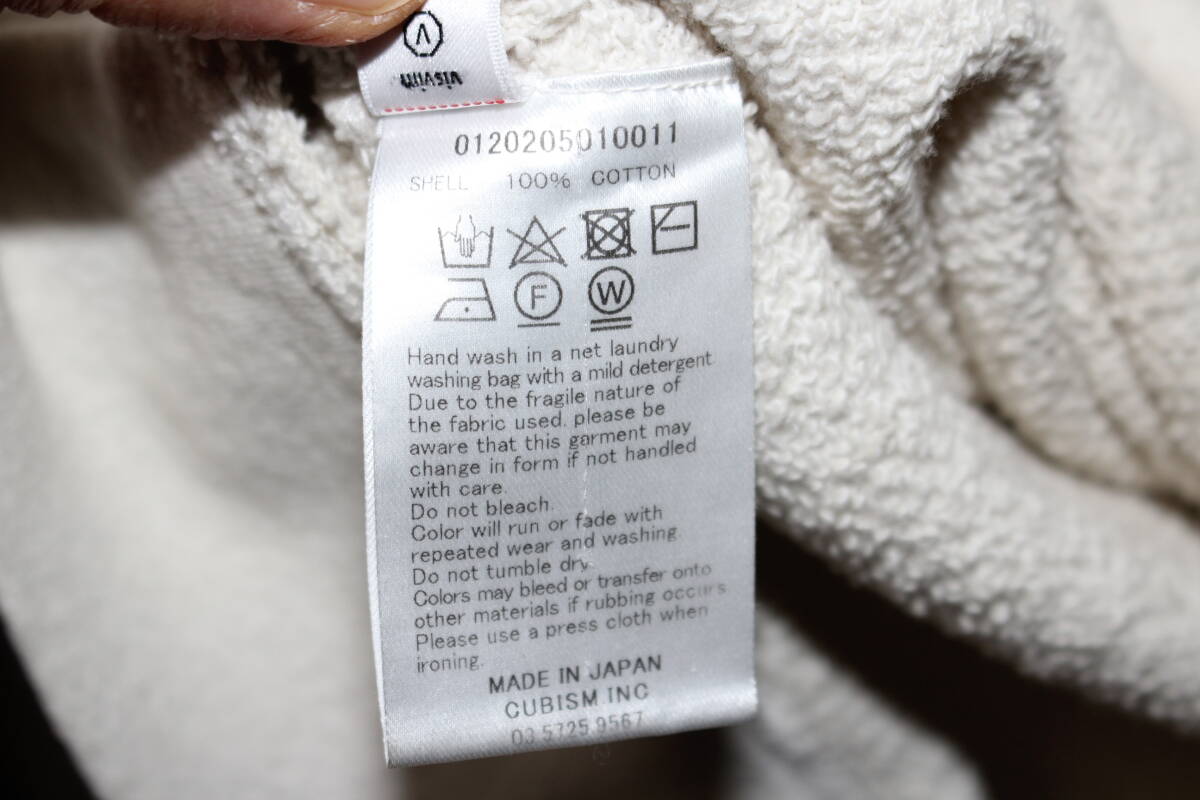 visvim
0120205010011
SHELL 100% COTTON
F W
Hand wash in a net laundry
washing bag with a mild detergent
Due to the fragile nature of
the fabric used. please be
aware that this garment may
change in form if not handled
with care.
Do not bleach.
Color will run or fade with
repeated wear and washing.
Do not tumble dry
Colors may bleed or transfer onto
other materials if rubbing occurs
Please use a press cloth when
ironing.
MADE IN JAPAN
CUBISM INC
03.5725.9567